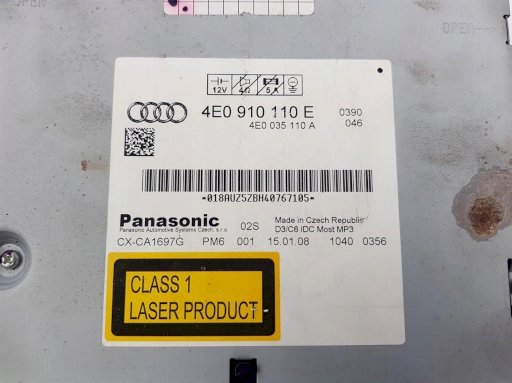 OPEN
OPEN
12V 4Ω 5A
4E0 910 110 E 0390
4E0 035 110 A 046
*018AUZ5ZBH40767105*
Panasonic 02S Made in Czech Republic
Panasonic Automotive Systems Czech, s.r.o D3/C6 IDC Most MP3
CX-CA1697G PM6 001 15.01.08 1040 0356
CLASS 1
LASER PRODUCT